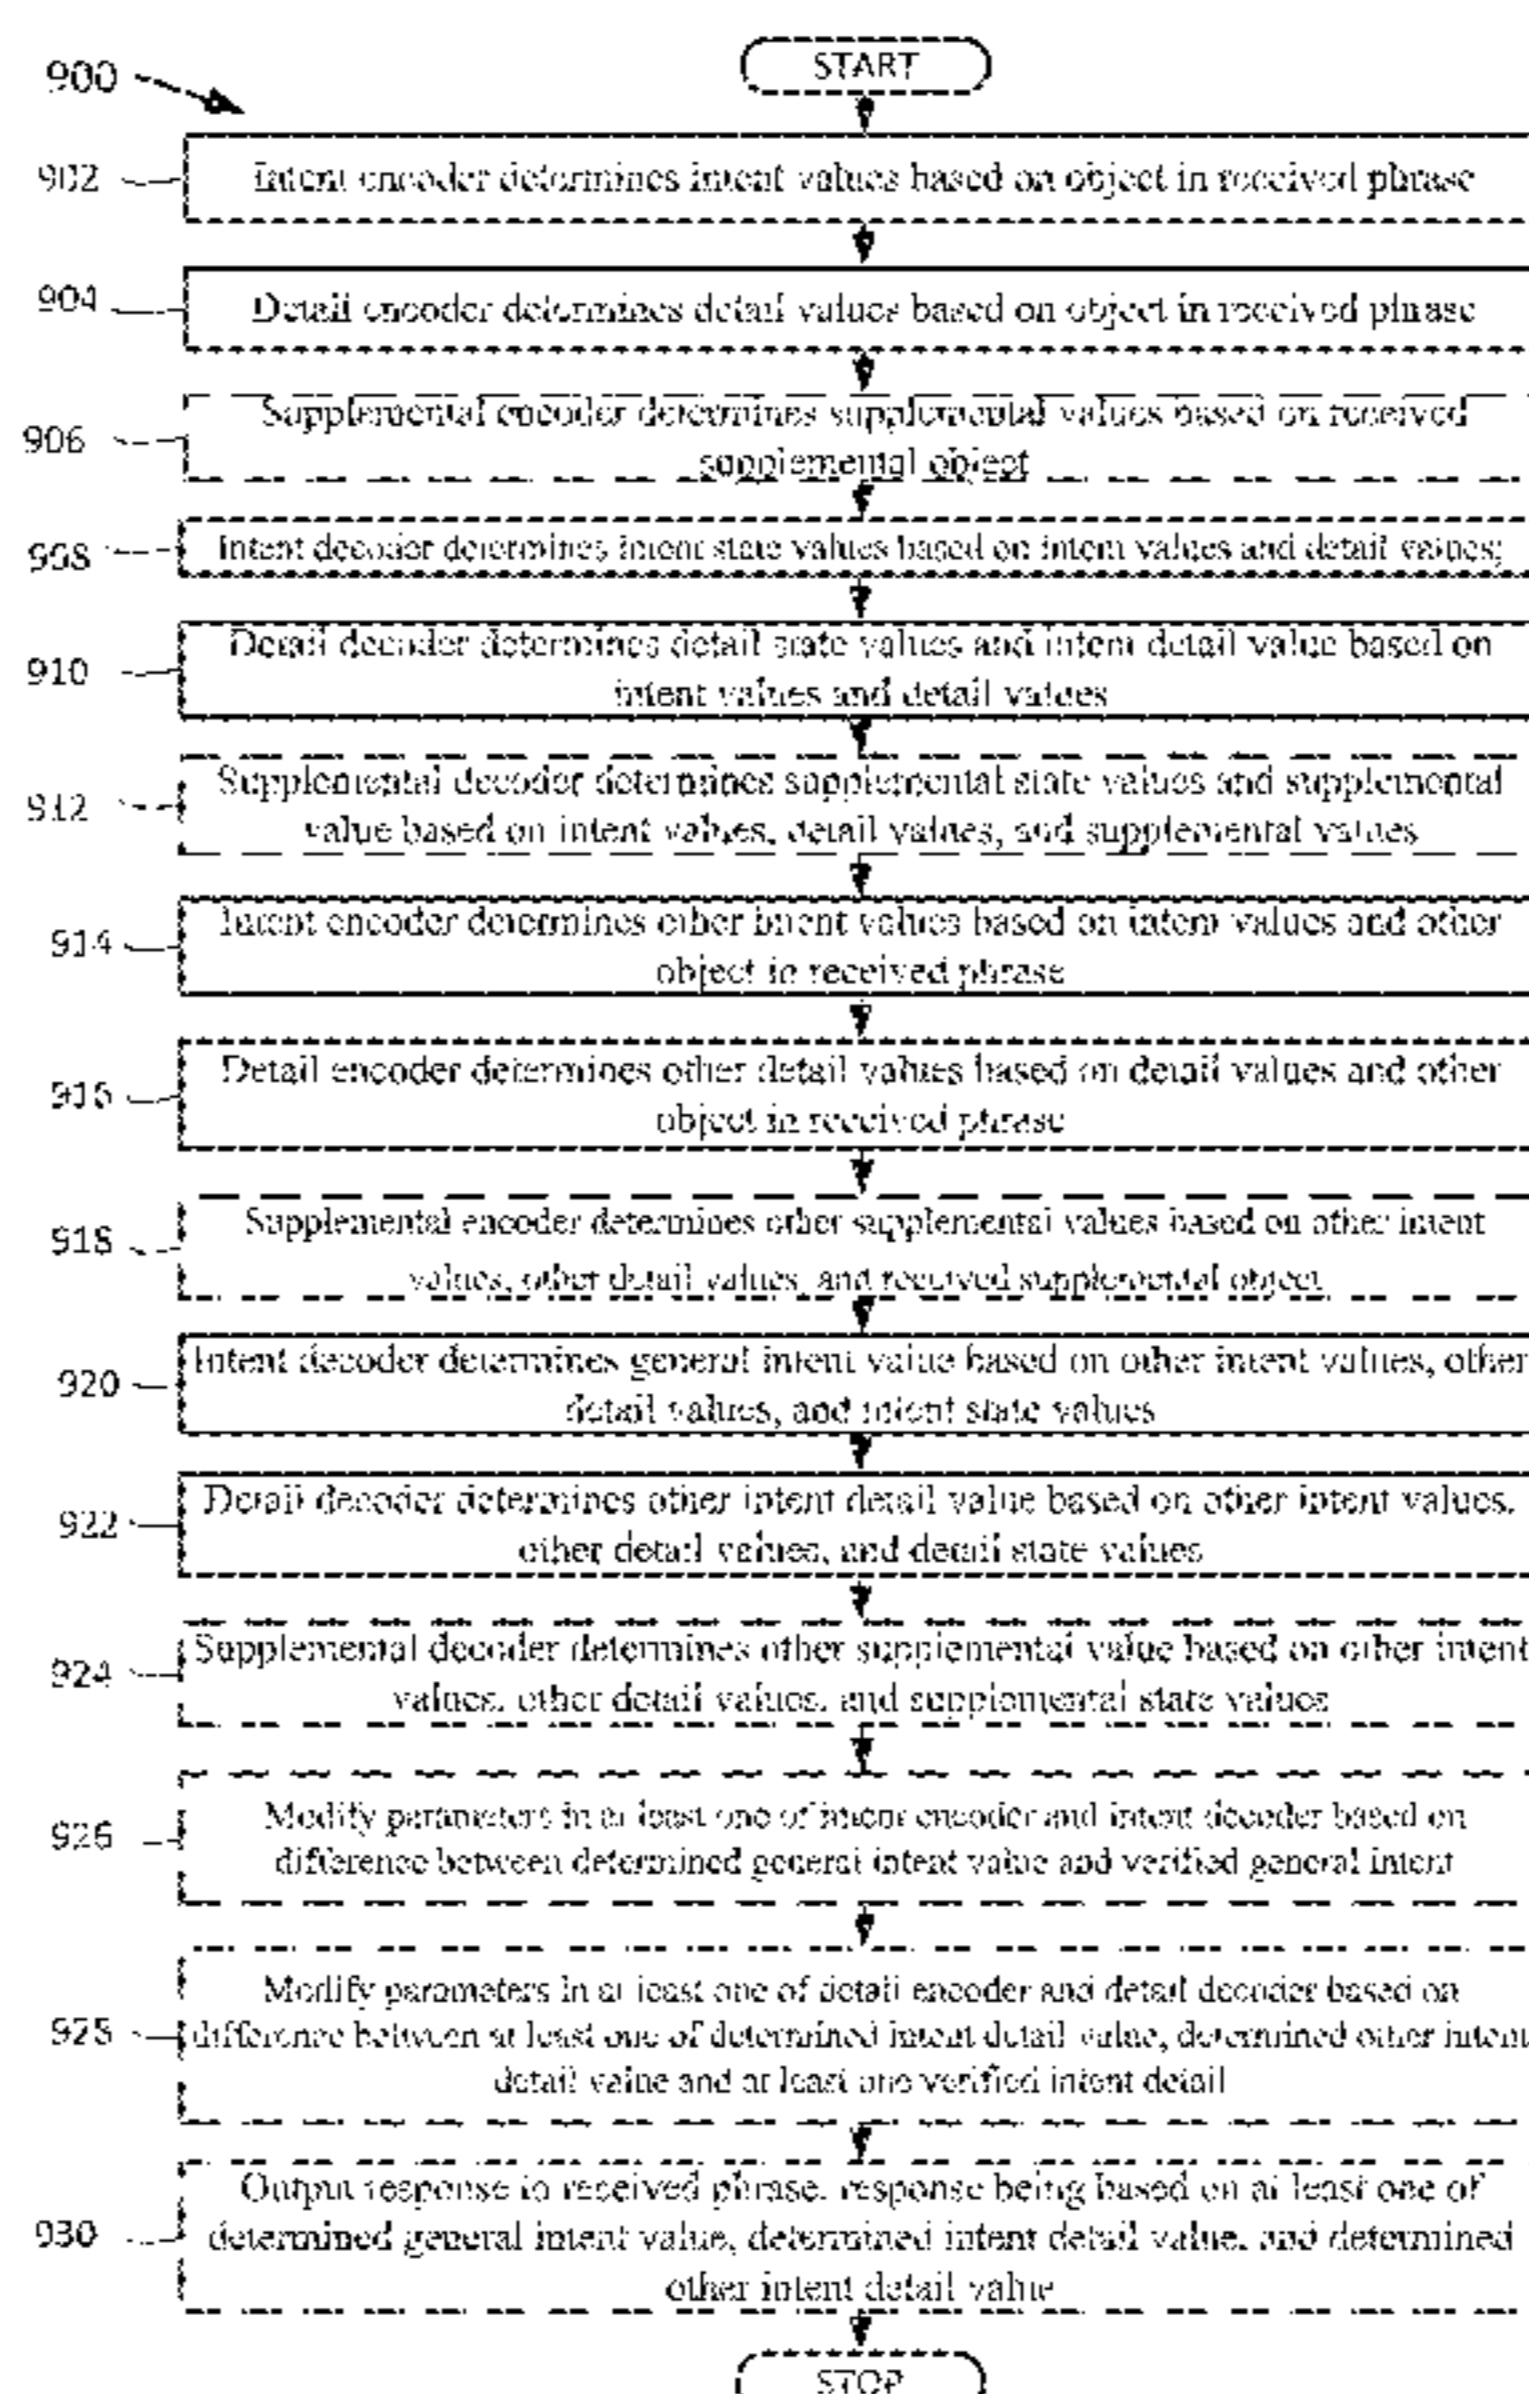 START
900
902
Intent encoder determines intent values based on object in received phrase
904
Detail encoder determines detail values based on object in received phrase
906
Supplemental encoder determines supplemental values based on received
supplemental object
908
Intent decoder determines intent state values based on intent values and detail values;
910
Detail decoder determines detail state values and intent detail value based on
intent values and detail values
912
Supplemental decoder determines supplemental state values and supplemental
value based on intent values, detail values, and supplemental values
914
Intent encoder determines other intent values based on intent values and other
object in received phrase
916
Detail encoder determines other detail values based on detail values and other
object in received phrase
918
Supplemental encoder determines other supplemental values based on other intent
values, other detail values, and received supplemental object
920
Intent decoder determines general intent value based on other intent values, other
detail values, and intent state values
922
Detail decoder determines other intent detail value based on other intent values,
other detail values, and detail state values
924
Supplemental decoder determines other supplemental value based on other intent
values, other detail values, and supplemental state values
926
Modify parameters in at least one of intent encoder and intent decoder based on
difference between determined general intent value and verified general intent
928
Modify parameters in at least one of detail encoder and detail decoder based on
difference between at least one of determined intent detail value, determined other intent
detail value and at least one verified intent detail
930
Output response to received phrase, response being based on at least one of
determined general intent value, determined intent detail value, and determined
other intent detail value
STOP